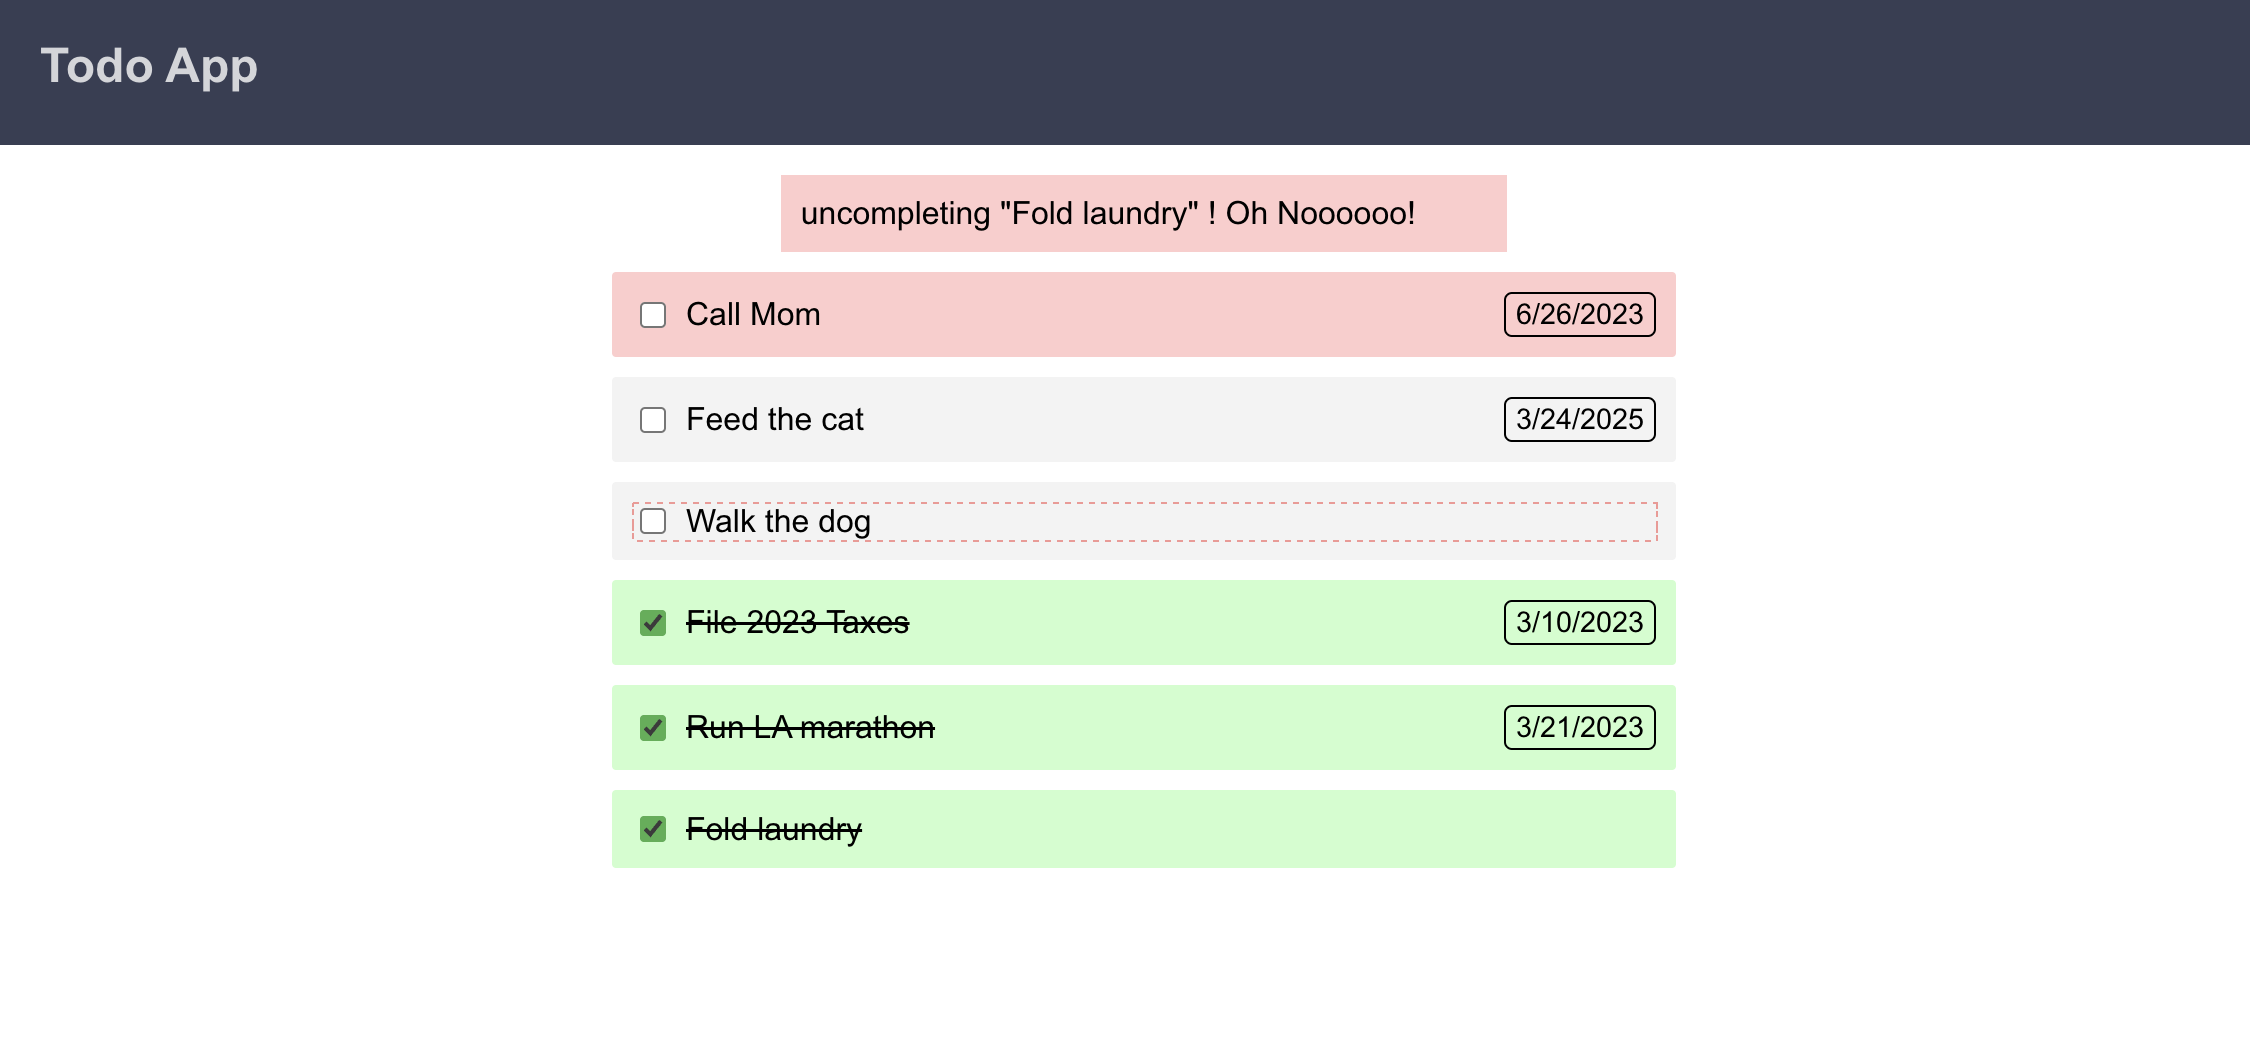 Todo App
uncompleting "Fold laundry" ! Oh Noooooo!
Call Mom 6/26/2023
Feed the cat 3/24/2025
Walk the dog
File 2023 Taxes 3/10/2023
Run LA marathon 3/21/2023
Fold laundry